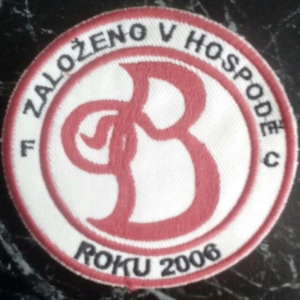 ZALOŽENO V HOSPODĚ
F C
B
ROKU 2006